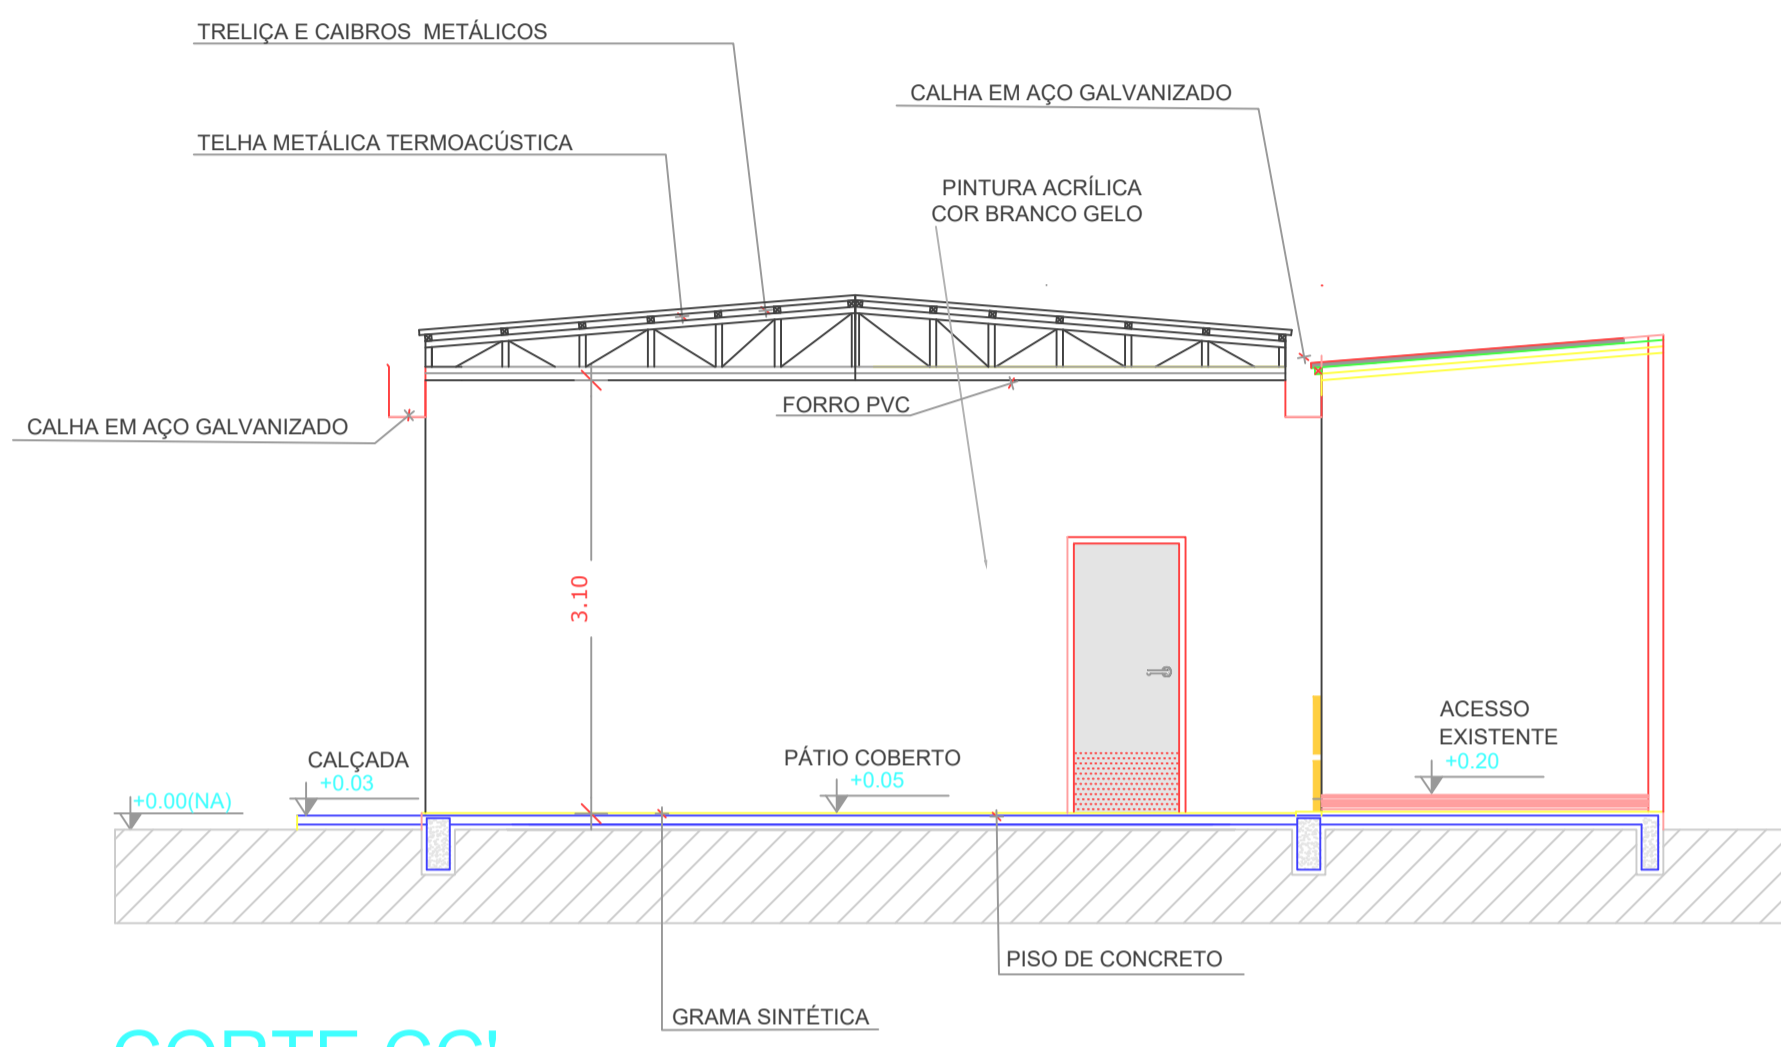 TRELIÇA E CAIBROS METÁLICOS
CALHA EM AÇO GALVANIZADO
TELHA METÁLICA TERMOACÚSTICA
PINTURA ACRÍLICA
COR BRANCO GELO
FORRO PVC
CALHA EM AÇO GALVANIZADO
3.10
ACESSO
EXISTENTE
+0.20
CALÇADA
+0.03
PÁTIO COBERTO
+0.05
+0.00(NA)
PISO DE CONCRETO
GRAMA SINTÉTICA
CORTE CC'